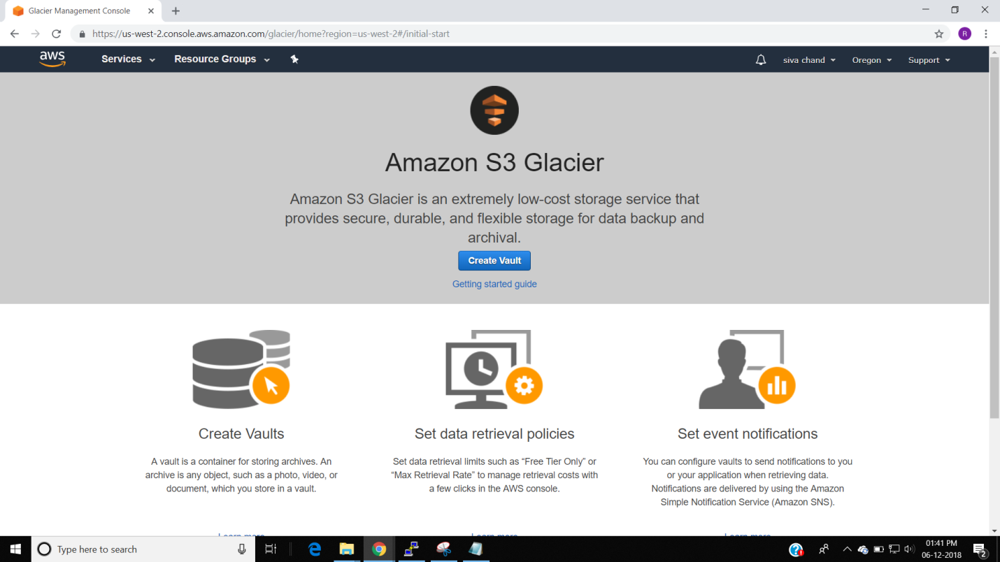 Glacier Management Console
https://us-west-2.console.aws.amazon.com/glacier/home?region=us-west-2#/initial-start
R
aws
Services
Resource Groups
siva chand
Oregon
Support
Amazon S3 Glacier
Amazon S3 Glacier is an extremely low-cost storage service that
provides secure, durable, and flexible storage for data backup and
archival.
Create Vault
Getting started guide
Create Vaults
A vault is a container for storing archives. An
archive is any object, such as a photo, video, or
document, which you store in a vault.
Learn more
Set data retrieval policies
Set data retrieval limits such as “Free Tier Only” or
“Max Retrieval Rate” to manage retrieval costs with
a few clicks in the AWS console.
Learn more
Set event notifications
You can configure vaults to send notifications to you
or your application when retrieving data.
Notifications are delivered by using the Amazon
Simple Notification Service (Amazon SNS).
Learn more
Type here to search
01:41 PM
06-12-2018
2